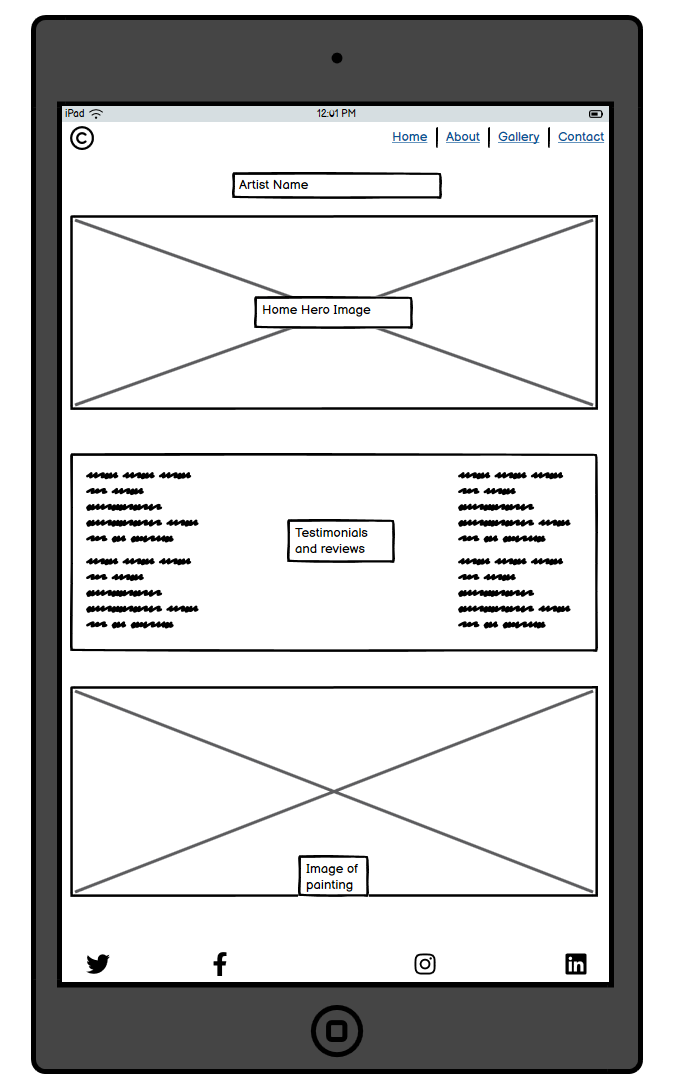 iPad 12:01 PM
© Home About Gallery Contact
Artist Name
Home Hero Image
Testimonials
and reviews
Image of
painting